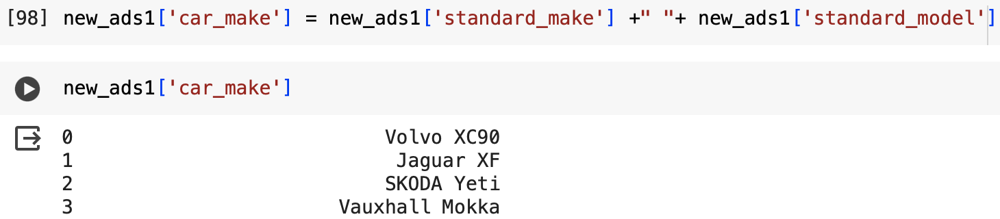 [98] new_ads1['car_make'] = new_ads1['standard_make'] +" "+ new_ads1['standard_model']
new_ads1['car_make']
0 Volvo XC90
1 Jaguar XF
2 SKODA Yeti
3 Vauxhall Mokka